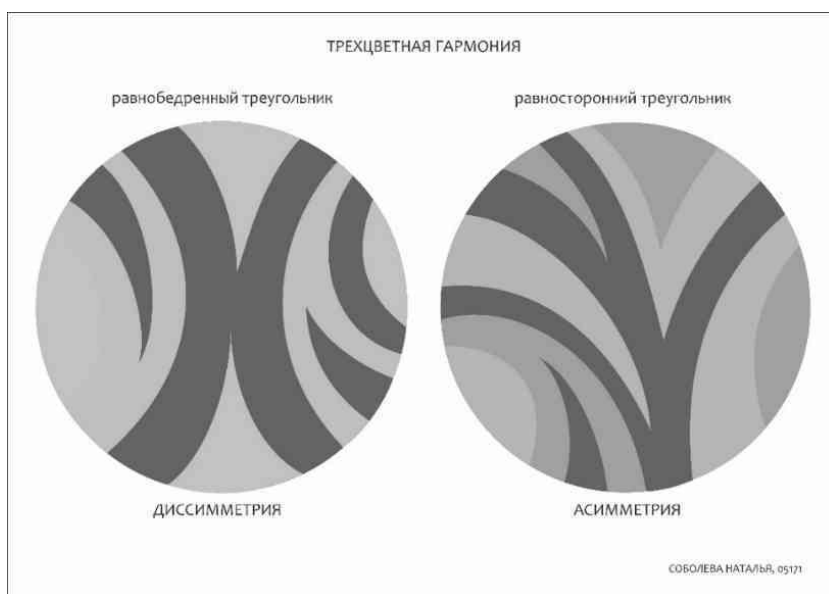 ТРЕХЦВЕТНАЯ ГАРМОНИЯ
равнобедренный треугольник
равносторонний треугольник
ДИССИММЕТРИЯ
АСИММЕТРИЯ
СОБОЛЕВА НАТАЛЬЯ, 05171